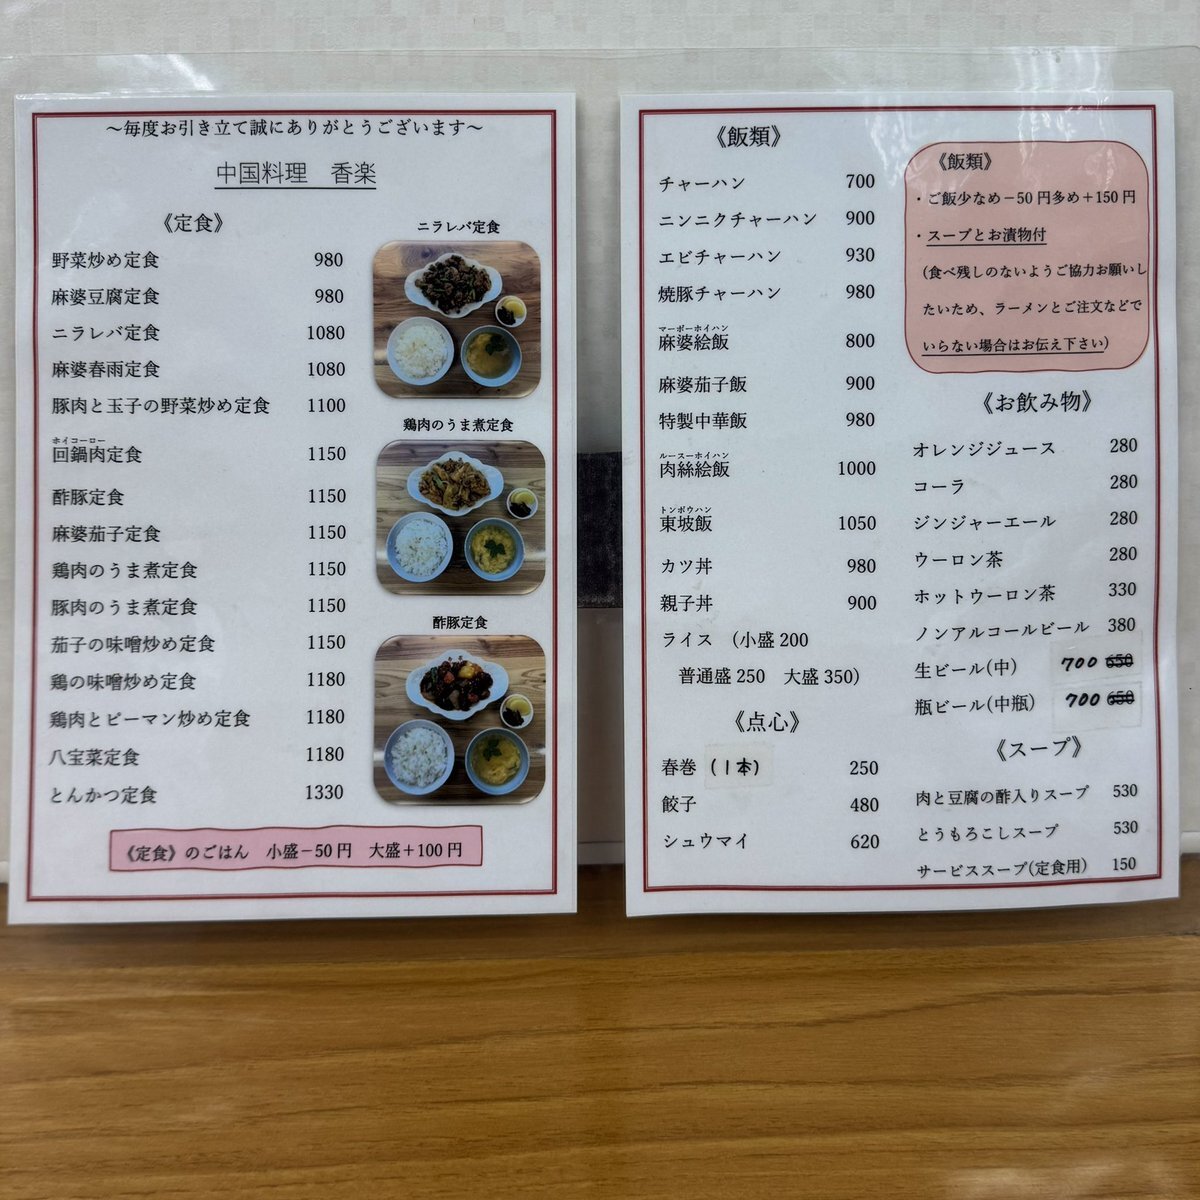 ～毎度お引き立て誠にありがとうございます～
中国料理　香楽
《定食》
野菜炒め定食 980
麻婆豆腐定食 980
ニラレバ定食 1080
麻婆春雨定食 1080
豚肉と玉子の野菜炒め定食 1100
ホイコーロー
回鍋肉定食 1150
酢豚定食 1150
麻婆茄子定食 1150
鶏肉のうま煮定食 1150
豚肉のうま煮定食 1150
茄子の味噌炒め定食 1150
鶏の味噌炒め定食 1180
鶏肉とピーマン炒め定食 1180
八宝菜定食 1180
とんかつ定食 1330
ニラレバ定食
鶏肉のうま煮定食
酢豚定食
《定食》のごはん　小盛－50円　大盛＋100円
《飯類》
チャーハン 700
ニンニクチャーハン 900
エビチャーハン 930
焼豚チャーハン 980
マーボーホイハン
麻婆絵飯 800
麻婆茄子飯 900
特製中華飯 980
ルースーホイハン
肉絲絵飯 1000
トンポウハン
東坡飯 1050
カツ丼 980
親子丼 900
ライス　（小盛 200
普通盛 250　大盛 350）
《点心》
春巻 (1本) 250
餃子 480
シュウマイ 620
《飯類》
・ご飯少なめ－50円多め＋150円
・スープとお漬物付
（食べ残しのないようご協力お願いし
たいため、ラーメンとご注文などで
いらない場合はお伝え下さい）
《お飲み物》
オレンジジュース 280
コーラ 280
ジンジャーエール 280
ウーロン茶 280
ホットウーロン茶 330
ノンアルコールビール 380
生ビール(中) 700 650
瓶ビール(中瓶) 700 650
《スープ》
肉と豆腐の酢入りスープ 530
とうもろこしスープ 530
サービススープ(定食用) 150